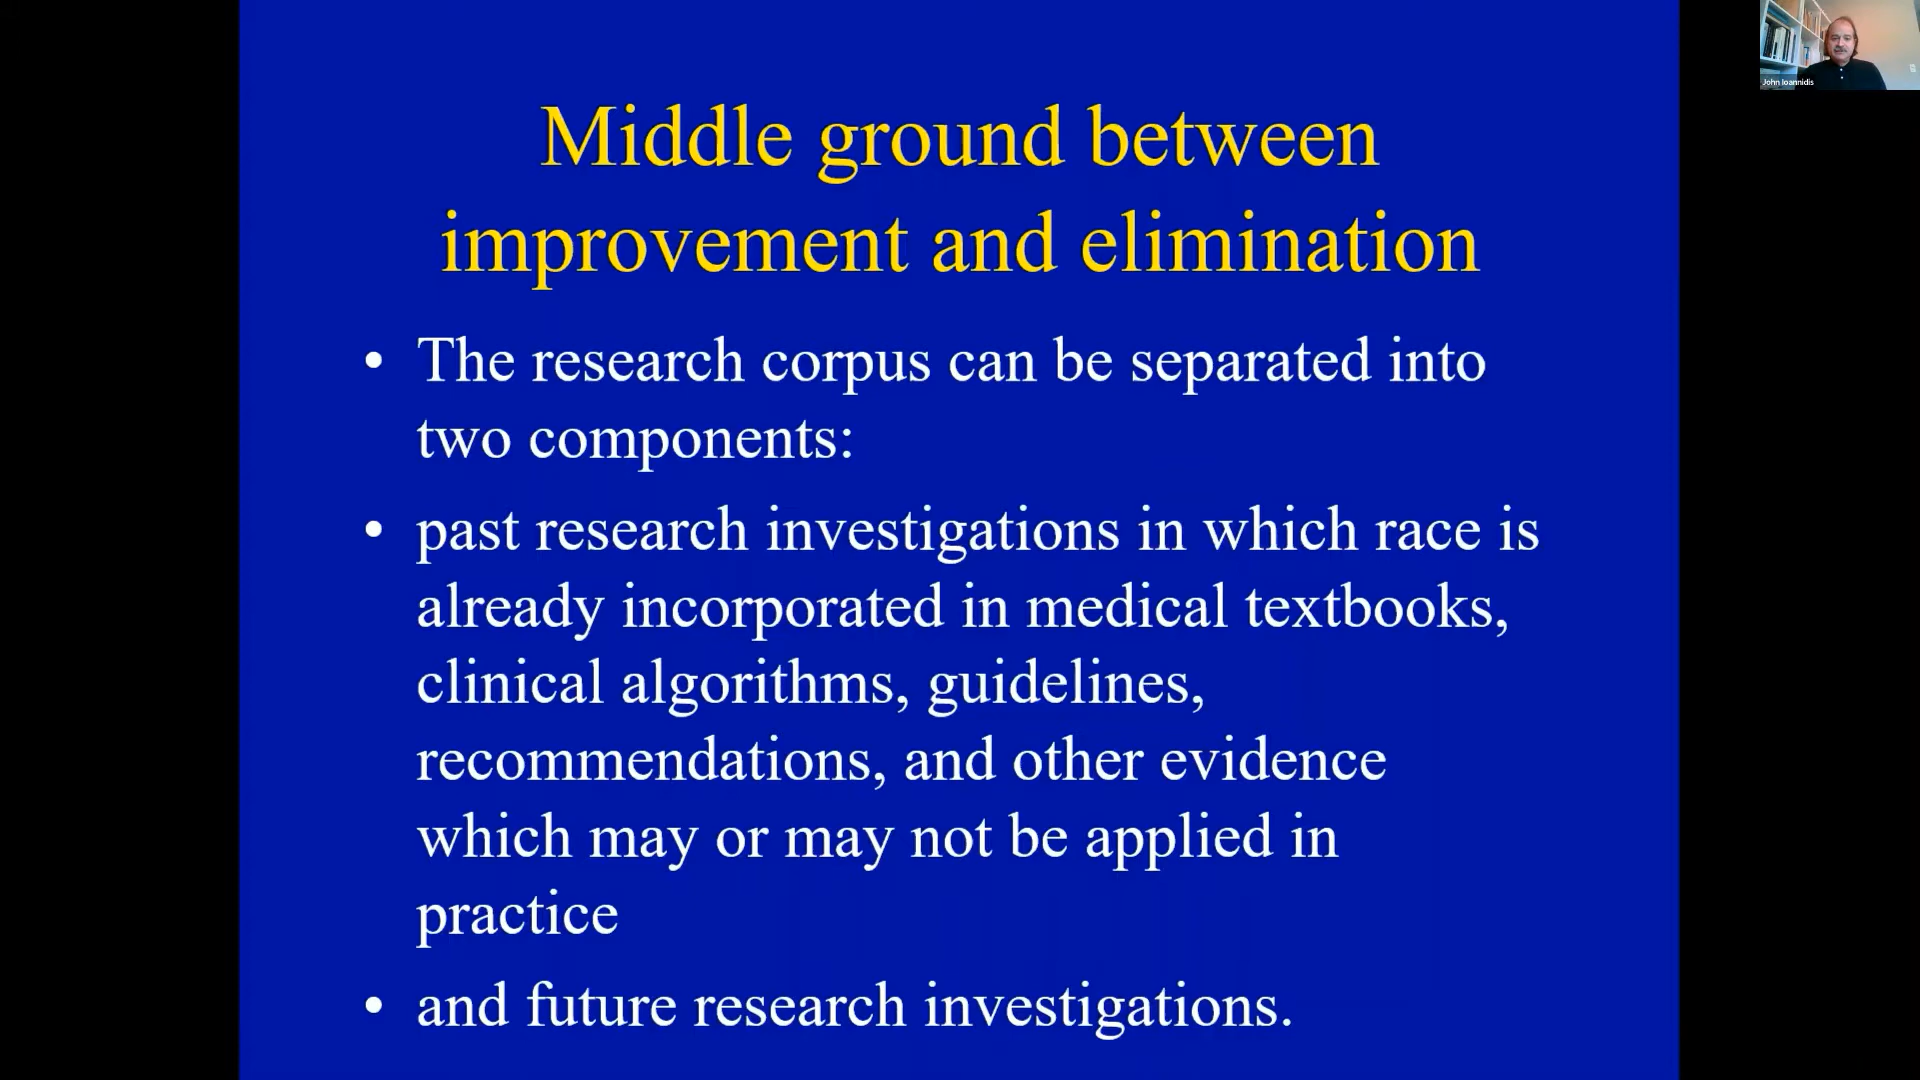 Middle ground between
improvement and elimination
• The research corpus can be separated into
two components:
• past research investigations in which race is
already incorporated in medical textbooks,
clinical algorithms, guidelines,
recommendations, and other evidence
which may or may not be applied in
practice
• and future research investigations.
John Ioannidis